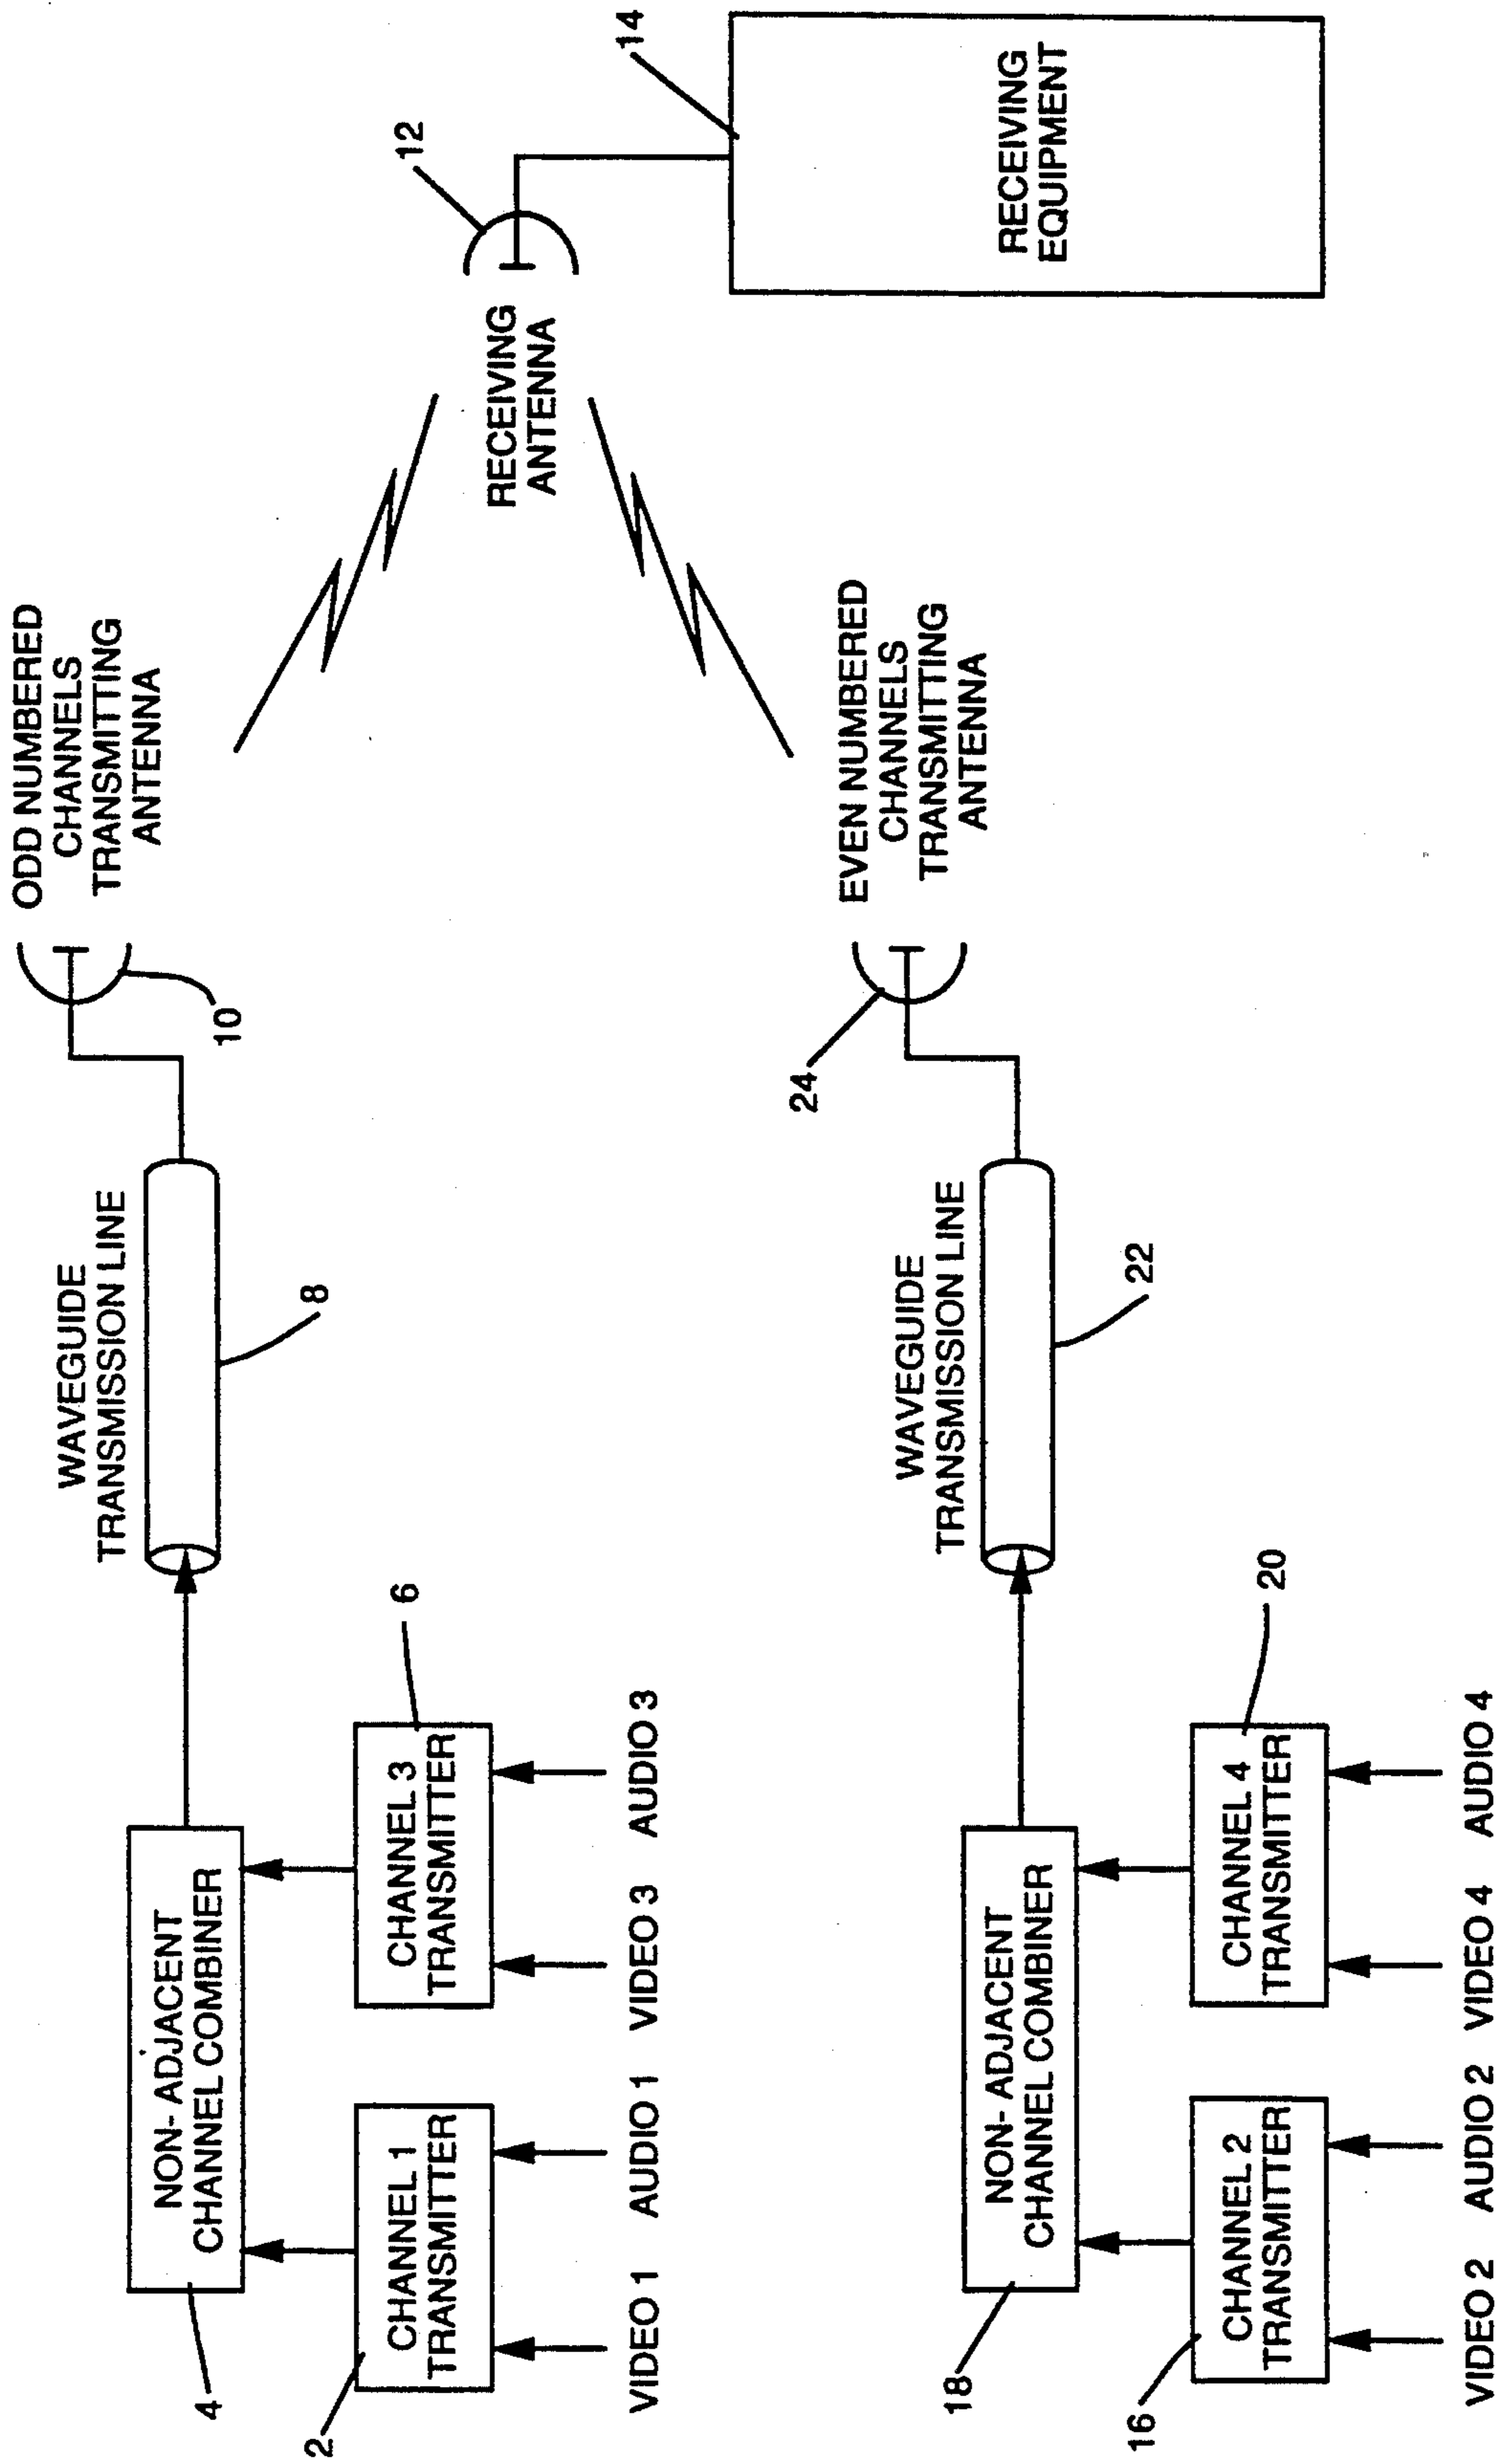 ODD NUMBERED
CHANNELS
TRANSMITTING
ANTENNA
10
WAVEGUIDE
TRANSMISSION LINE
8
NON- ADJACENT
CHANNEL COMBINER
4
CHANNEL 1
TRANSMITTER
2
CHANNEL 3
TRANSMITTER
6
VIDEO 1
AUDIO 1
VIDEO 3
AUDIO 3
RECEIVING
ANTENNA
12
14
RECEIVING
EQUIPMENT
EVEN NUMBERED
CHANNELS
TRANSMITTING
ANTENNA
24
WAVEGUIDE
TRANSMISSION LINE
22
NON- ADJACENT
CHANNEL COMBINER
18
CHANNEL 2
TRANSMITTER
16
CHANNEL 4
TRANSMITTER
20
VIDEO 2
AUDIO 2
VIDEO 4
AUDIO 4